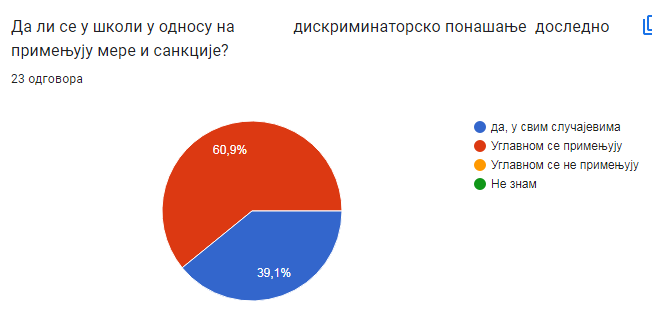 Да ли се у школи у односу на дискриминаторско понашање доследно
примењују мере и санкције?
23 одговора
да, у свим случајевима
Углавном се примењују
Углавном се не примењују
Не знам
60,9%
39,1%